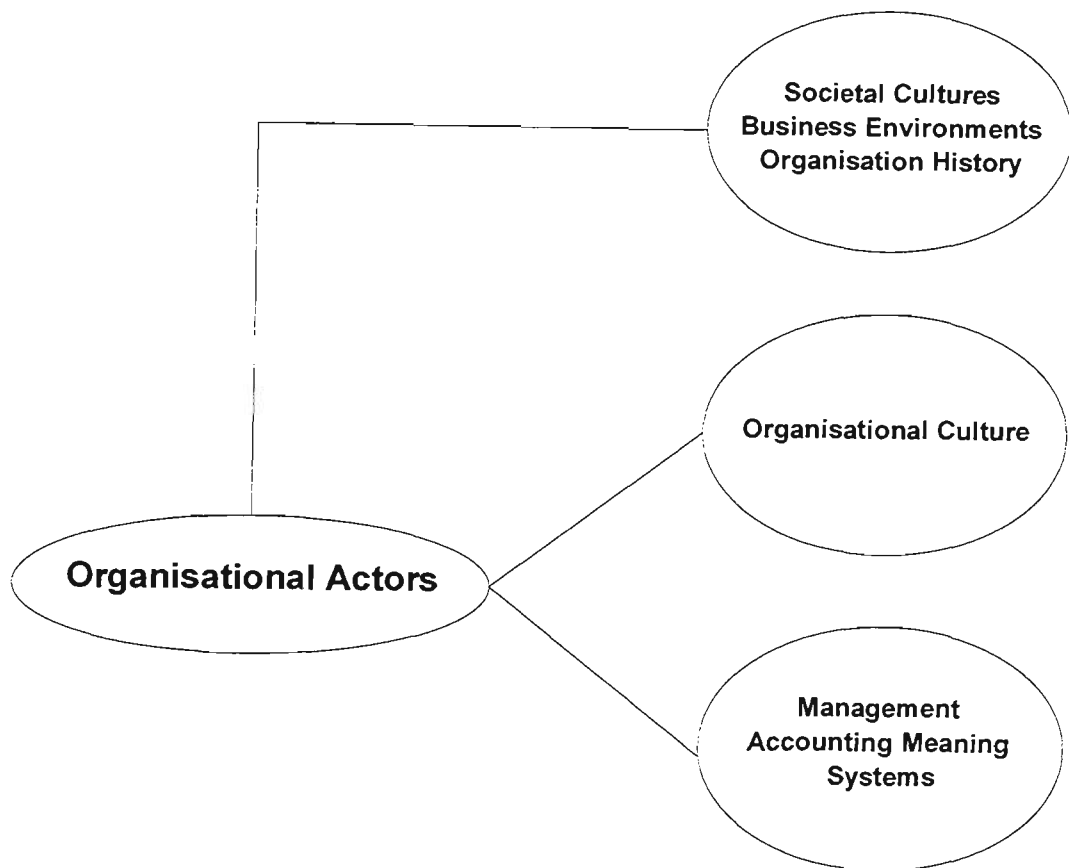 Societal Cultures
Business Environments
Organisation History
Organisational Culture
Organisational Actors
Management
Accounting Meaning
Systems